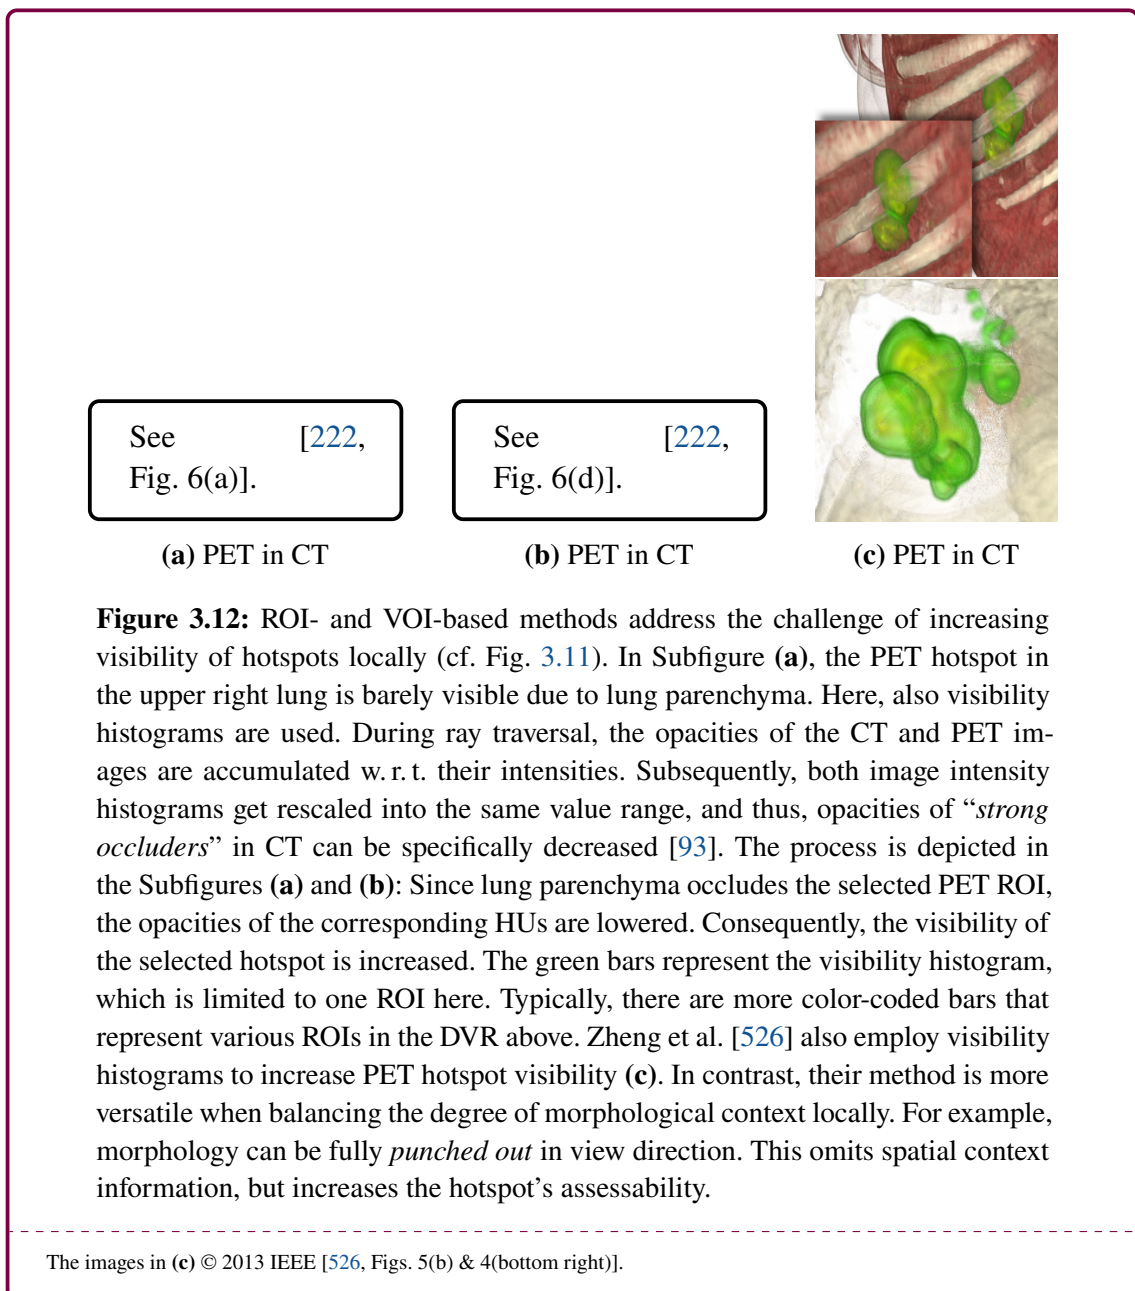 See [222,
Fig. 6(a)].
See [222,
Fig. 6(d)].
(a) PET in CT
(b) PET in CT
(c) PET in CT
Figure 3.12: ROI- and VOI-based methods address the challenge of increasing
visibility of hotspots locally (cf. Fig. 3.11). In Subfigure (a), the PET hotspot in
the upper right lung is barely visible due to lung parenchyma. Here, also visibility
histograms are used. During ray traversal, the opacities of the CT and PET im-
ages are accumulated w. r. t. their intensities. Subsequently, both image intensity
histograms get rescaled into the same value range, and thus, opacities of “strong
occluders” in CT can be specifically decreased [93]. The process is depicted in
the Subfigures (a) and (b): Since lung parenchyma occludes the selected PET ROI,
the opacities of the corresponding HUs are lowered. Consequently, the visibility of
the selected hotspot is increased. The green bars represent the visibility histogram,
which is limited to one ROI here. Typically, there are more color-coded bars that
represent various ROIs in the DVR above. Zheng et al. [526] also employ visibility
histograms to increase PET hotspot visibility (c). In contrast, their method is more
versatile when balancing the degree of morphological context locally. For example,
morphology can be fully punched out in view direction. This omits spatial context
information, but increases the hotspot’s assessability.
The images in (c) © 2013 IEEE [526, Figs. 5(b) & 4(bottom right)].